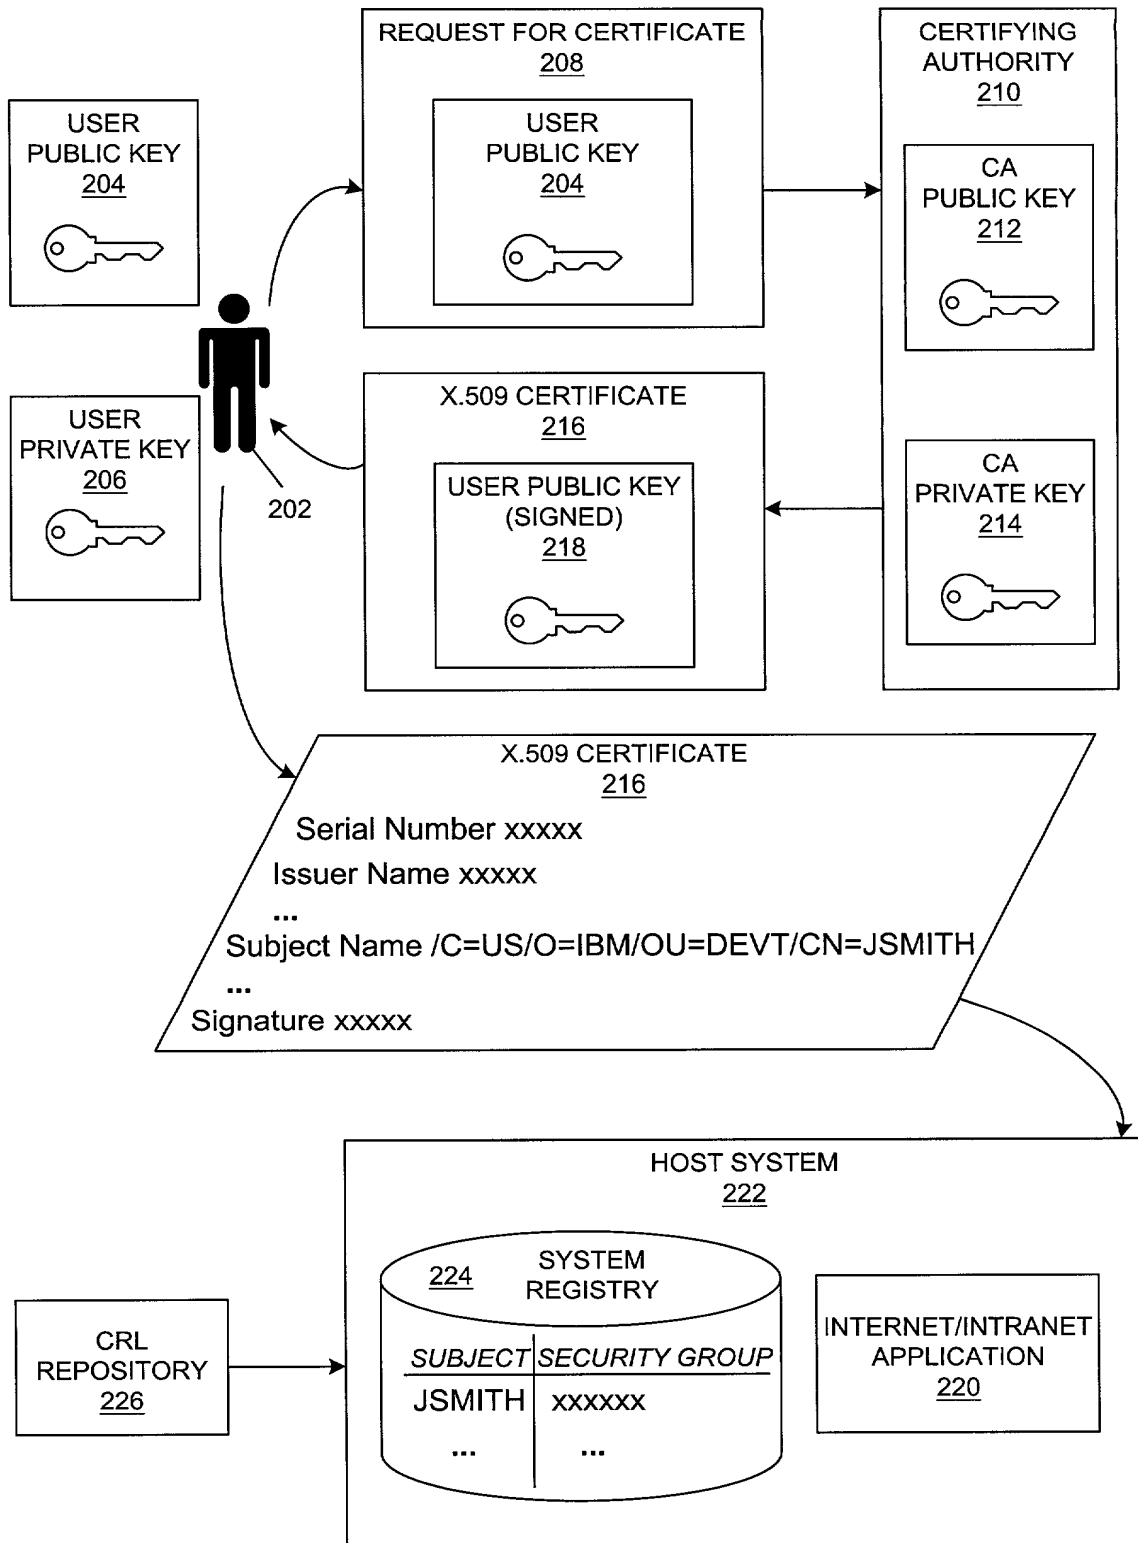 REQUEST FOR CERTIFICATE
208
USER
PUBLIC KEY
204
CERTIFYING
AUTHORITY
210
USER
PUBLIC KEY
204
CA
PUBLIC KEY
212
X.509 CERTIFICATE
216
USER PUBLIC KEY
(SIGNED)
218
USER
PRIVATE KEY
206
202
CA
PRIVATE KEY
214
X.509 CERTIFICATE
216
Serial Number xxxxx
Issuer Name xxxxx
...
Subject Name /C=US/O=IBM/OU=DEVT/CN=JSMITH
...
Signature xxxxx
HOST SYSTEM
222
224
SYSTEM
REGISTRY
SUBJECT SECURITY GROUP
JSMITH xxxxxx
... ...
INTERNET/INTRANET
APPLICATION
220
CRL
REPOSITORY
226